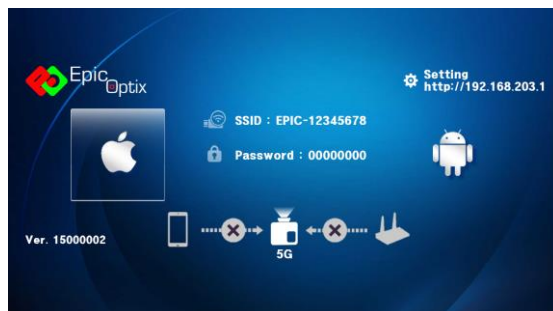 Epic
Optix
Setting
http://192.168.203.1
SSID : EPIC-12345678
Password : 00000000
Ver. 15000002
5G